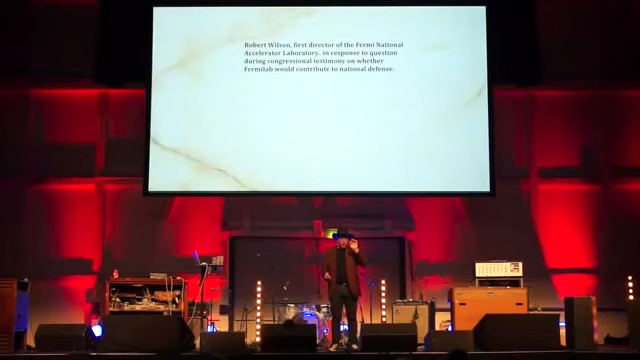 Robert Wilson, first director of the Fermi National
Accelerator Laboratory, in response to question
during congressional testimony on whether
Fermilab would contribute to national defense: